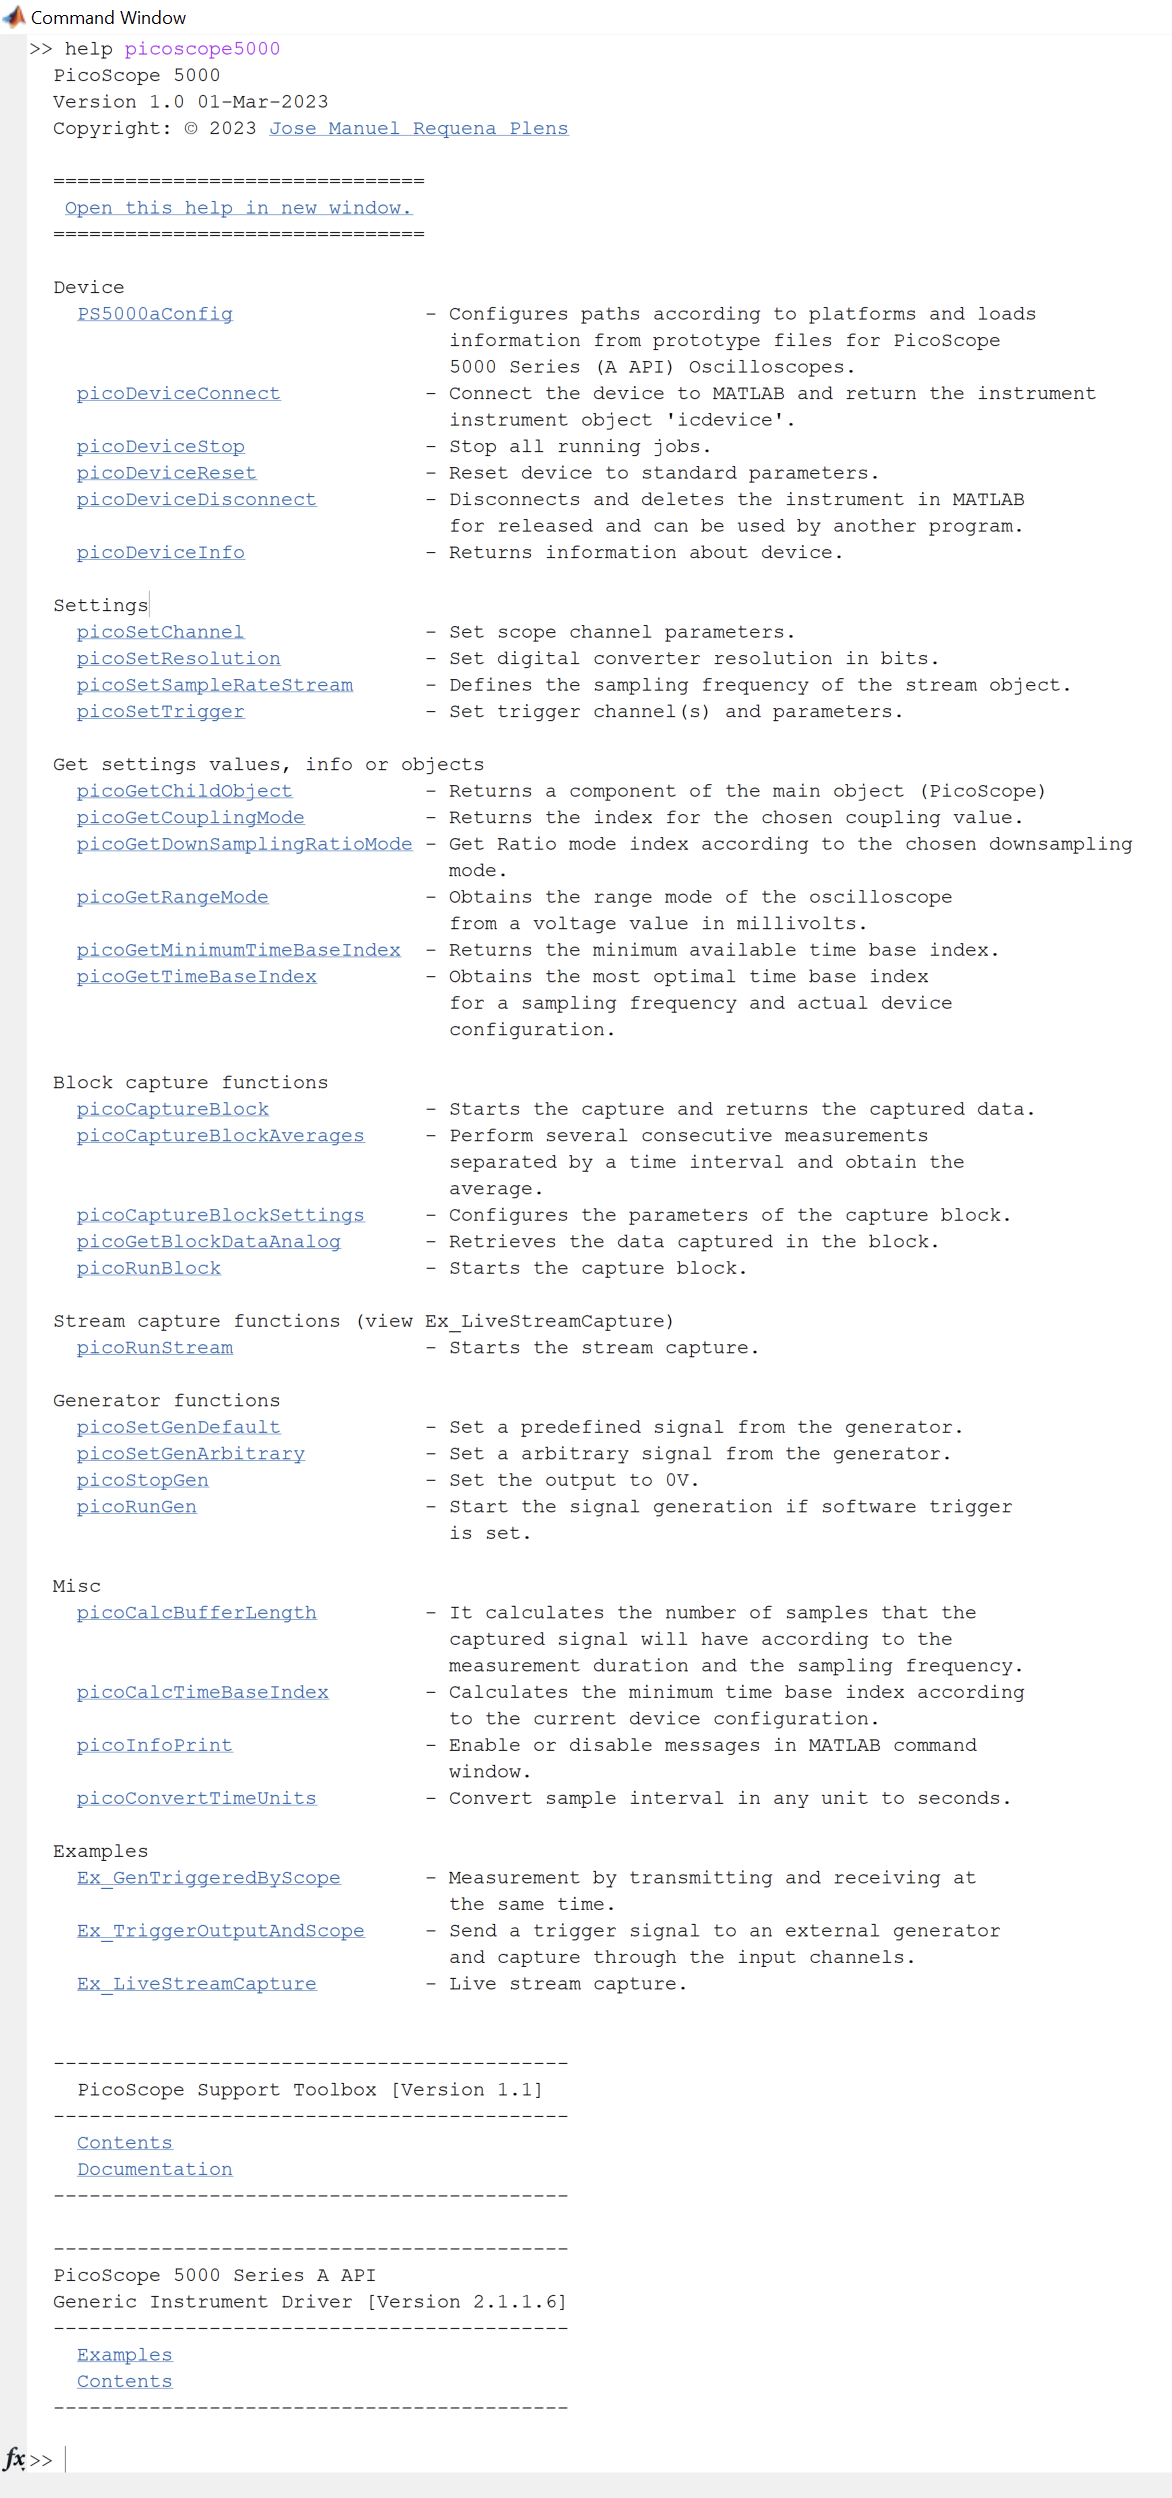 Command Window
>> help picoscope5000
PicoScope 5000
Version 1.0 01-Mar-2023
Copyright: © 2023 Jose Manuel Requena Plens
===============================
Open this help in new window.
===============================
Device
PS5000aConfig - Configures paths according to platforms and loads
information from prototype files for PicoScope
5000 Series (A API) Oscilloscopes.
picoDeviceConnect - Connect the device to MATLAB and return the instrument
instrument object 'icdevice'.
picoDeviceStop - Stop all running jobs.
picoDeviceReset - Reset device to standard parameters.
picoDeviceDisconnect - Disconnects and deletes the instrument in MATLAB
for released and can be used by another program.
picoDeviceInfo - Returns information about device.
Settings
picoSetChannel - Set scope channel parameters.
picoSetResolution - Set digital converter resolution in bits.
picoSetSampleRateStream - Defines the sampling frequency of the stream object.
picoSetTrigger - Set trigger channel(s) and parameters.
Get settings values, info or objects
picoGetChildObject - Returns a component of the main object (PicoScope)
picoGetCouplingMode - Returns the index for the chosen coupling value.
picoGetDownSamplingRatioMode - Get Ratio mode index according to the chosen downsampling
mode.
picoGetRangeMode - Obtains the range mode of the oscilloscope
from a voltage value in millivolts.
picoGetMinimumTimeBaseIndex - Returns the minimum available time base index.
picoGetTimeBaseIndex - Obtains the most optimal time base index
for a sampling frequency and actual device
configuration.
Block capture functions
picoCaptureBlock - Starts the capture and returns the captured data.
picoCaptureBlockAverages - Perform several consecutive measurements
separated by a time interval and obtain the
average.
picoCaptureBlockSettings - Configures the parameters of the capture block.
picoGetBlockDataAnalog - Retrieves the data captured in the block.
picoRunBlock - Starts the capture block.
Stream capture functions (view Ex_LiveStreamCapture)
picoRunStream - Starts the stream capture.
Generator functions
picoSetGenDefault - Set a predefined signal from the generator.
picoSetGenArbitrary - Set a arbitrary signal from the generator.
picoStopGen - Set the output to 0V.
picoRunGen - Start the signal generation if software trigger
is set.
Misc
picoCalcBufferLength - It calculates the number of samples that the
captured signal will have according to the
measurement duration and the sampling frequency.
picoCalcTimeBaseIndex - Calculates the minimum time base index according
to the current device configuration.
picoInfoPrint - Enable or disable messages in MATLAB command
window.
picoConvertTimeUnits - Convert sample interval in any unit to seconds.
Examples
Ex_GenTriggeredByScope - Measurement by transmitting and receiving at
the same time.
Ex_TriggerOutputAndScope - Send a trigger signal to an external generator
and capture through the input channels.
Ex_LiveStreamCapture - Live stream capture.
-------------------------------------------
PicoScope Support Toolbox [Version 1.1]
-------------------------------------------
Contents
Documentation
-------------------------------------------
-------------------------------------------
PicoScope 5000 Series A API
Generic Instrument Driver [Version 2.1.1.6]
-------------------------------------------
Examples
Contents
-------------------------------------------
fx >>